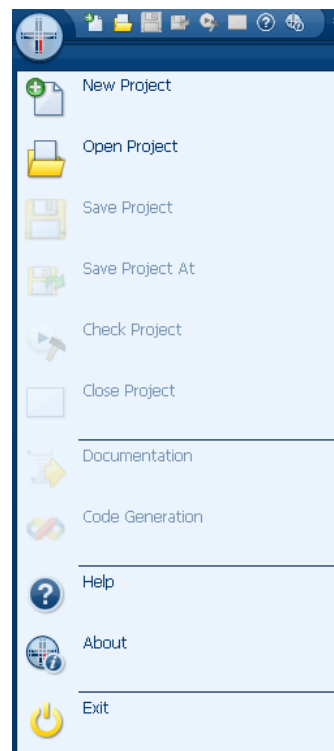 New Project
Open Project
Save Project
Save Project At
Check Project
Close Project
Documentation
Code Generation
Help
About
Exit